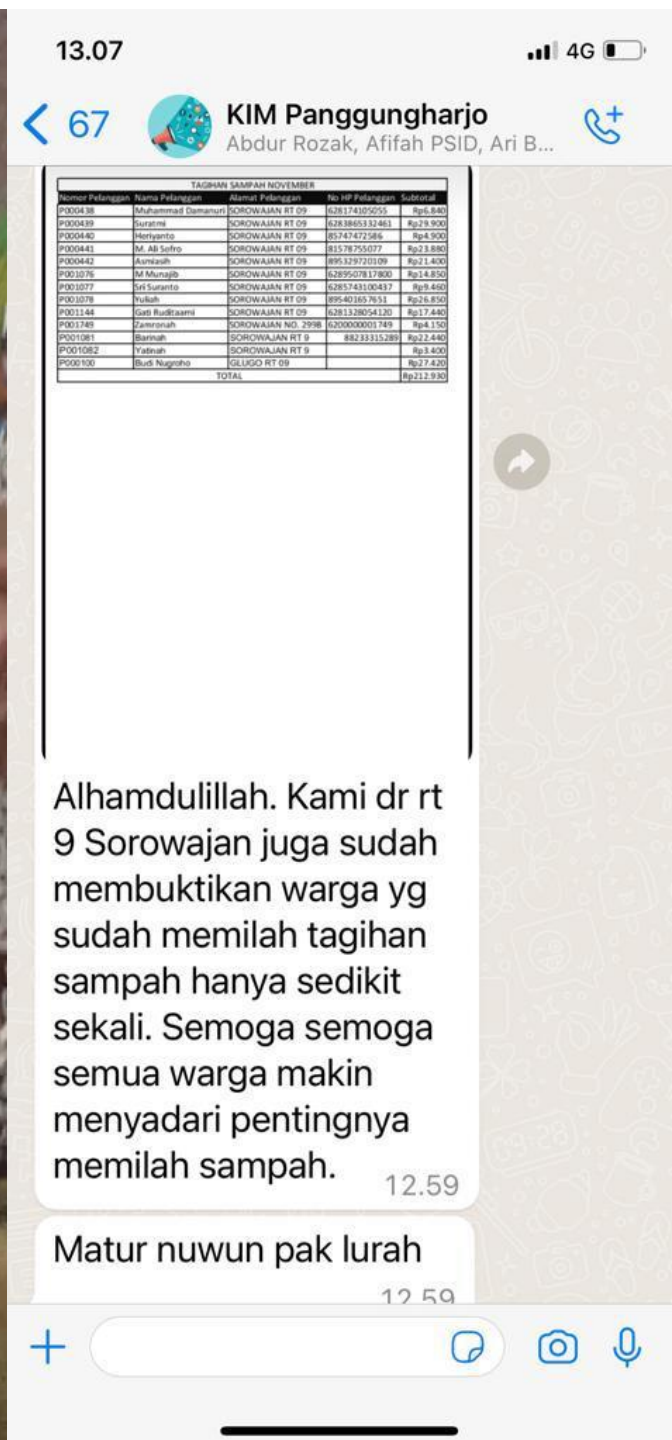 13.07
4G
67
KIM Panggungharjo
Abdur Rozak, Afifah PSID, Ari B...
TAGIHAN SAMPAH NOVEMBER
Nomor Pelanggan Nama Pelanggan Alamat Pelanggan No HP Pelanggan Subtotal
P000438 Muhammad Damanuri SOROWAJAN RT 09 628174105055 Rp6.840
P000439 Suratmi SOROWAJAN RT 09 6283865332461 Rp29.900
P000440 Heriyanto SOROWAJAN RT 09 85747472586 Rp4.900
P000441 M. Ali Sofro SOROWAJAN RT 09 81578755077 Rp23.880
P000442 Asmiasih SOROWAJAN RT 09 895329720109 Rp21.400
P001076 M Munajib SOROWAJAN RT 09 6289507817800 Rp14.850
P001077 Sri Suranto SOROWAJAN RT 09 6285743100437 Rp9.460
P001078 Yuliah SOROWAJAN RT 09 895401657651 Rp26.850
P001144 Gati Ruditaami SOROWAJAN RT 09 6281328054120 Rp17.440
P001749 Zamronah SOROWAJAN NO. 299B 6200000001749 Rp4.150
P001081 Barinah SOROWAJAN RT 9 88233315289 Rp22.440
P001082 Yatinah SOROWAJAN RT 9 Rp3.400
P000100 Budi Nugroho GLUGO RT 09 Rp27.420
TOTAL Rp212.930
Alhamdulillah. Kami dr rt
9 Sorowajan juga sudah
membuktikan warga yg
sudah memilah tagihan
sampah hanya sedikit
sekali. Semoga semoga
semua warga makin
menyadari pentingnya
memilah sampah.
12.59
Matur nuwun pak lurah
12.59